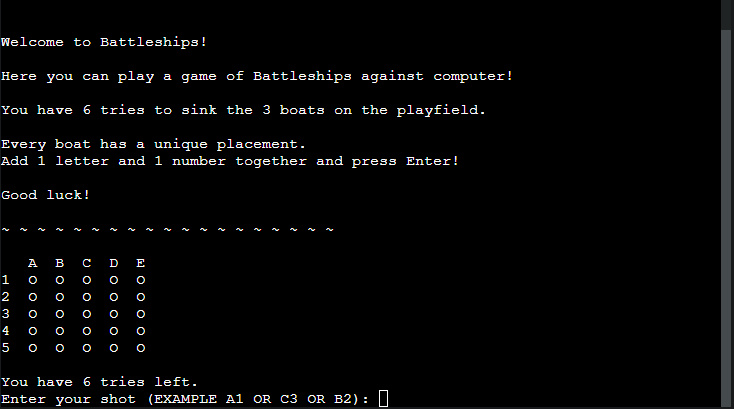 Welcome to Battleships!
Here you can play a game of Battleships against computer!
You have 6 tries to sink the 3 boats on the playfield.
Every boat has a unique placement.
Add 1 letter and 1 number together and press Enter!
Good luck!
~ ~ ~ ~ ~ ~ ~ ~ ~ ~ ~ ~ ~ ~ ~ ~ ~ ~ ~
A B C D E
1 O O O O O
2 O O O O O
3 O O O O O
4 O O O O O
5 O O O O O
You have 6 tries left.
Enter your shot (EXAMPLE A1 OR C3 OR B2):